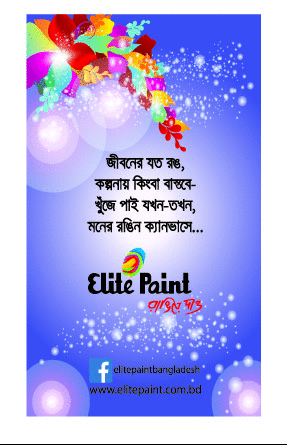 জীবনের যত রঙ,
কল্পনায় কিংবা বাস্তবে-
খুঁজে পাই যখন-তখন,
মনের রঙিন ক্যানভাসে...
Elite Paint
রাঙিয়ে দাও
elitepaintbangladesh
www.elitepaint.com.bd